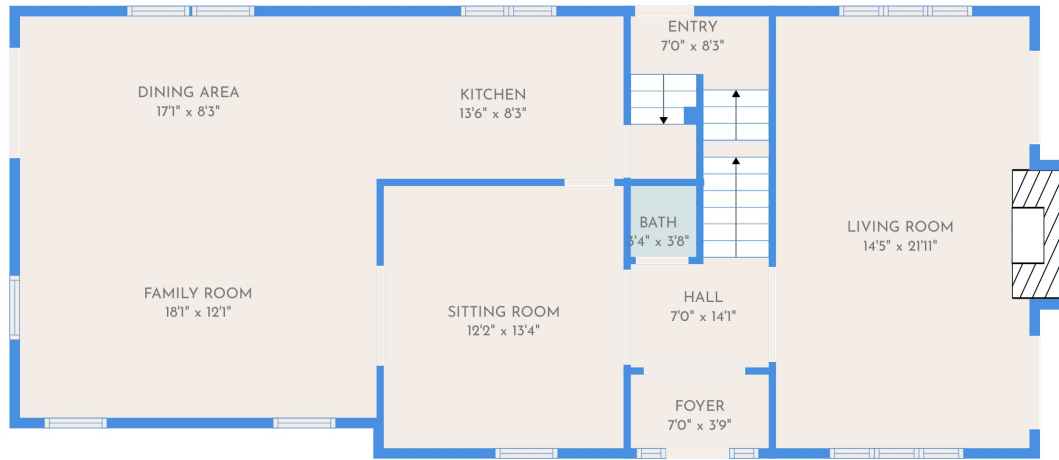 ENTRY
7'0" x 8'3"
DINING AREA
17'1" x 8'3"
KITCHEN
13'6" x 8'3"
BATH
3'4" x 3'8"
LIVING ROOM
14'5" x 21'11"
FAMILY ROOM
18'1" x 12'1"
SITTING ROOM
12'2" x 13'4"
HALL
7'0" x 14'1"
FOYER
7'0" x 3'9"